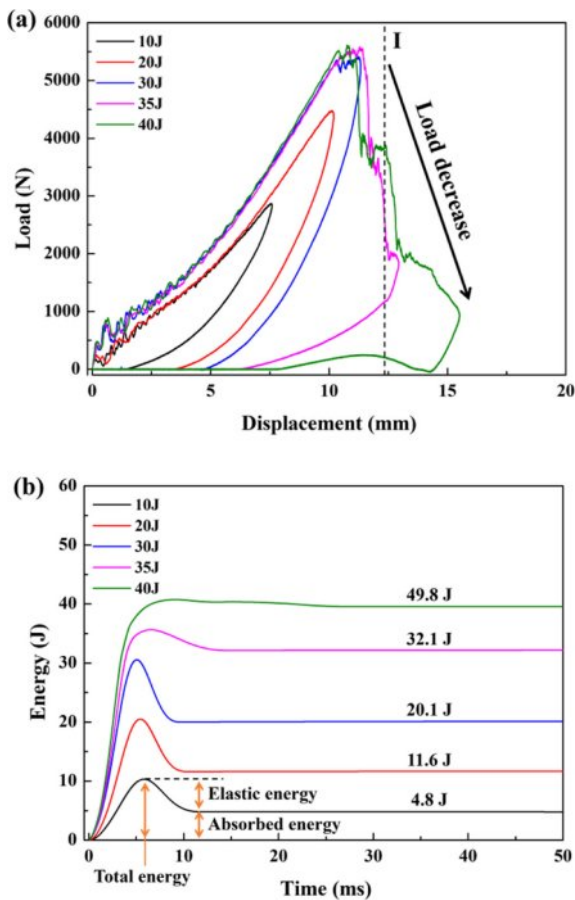 (a)
6000
5000
4000
3000
2000
1000
0
Load (N)
10J
20J
30J
35J
40J
I
Load decrease
0
5
10
15
20
Displacement (mm)
(b)
60
50
40
30
20
10
0
Energy (J)
10J
20J
30J
35J
40J
49.8 J
32.1 J
20.1 J
11.6 J
4.8 J
Elastic energy
Absorbed energy
Total energy
0
10
20
30
40
50
Time (ms)